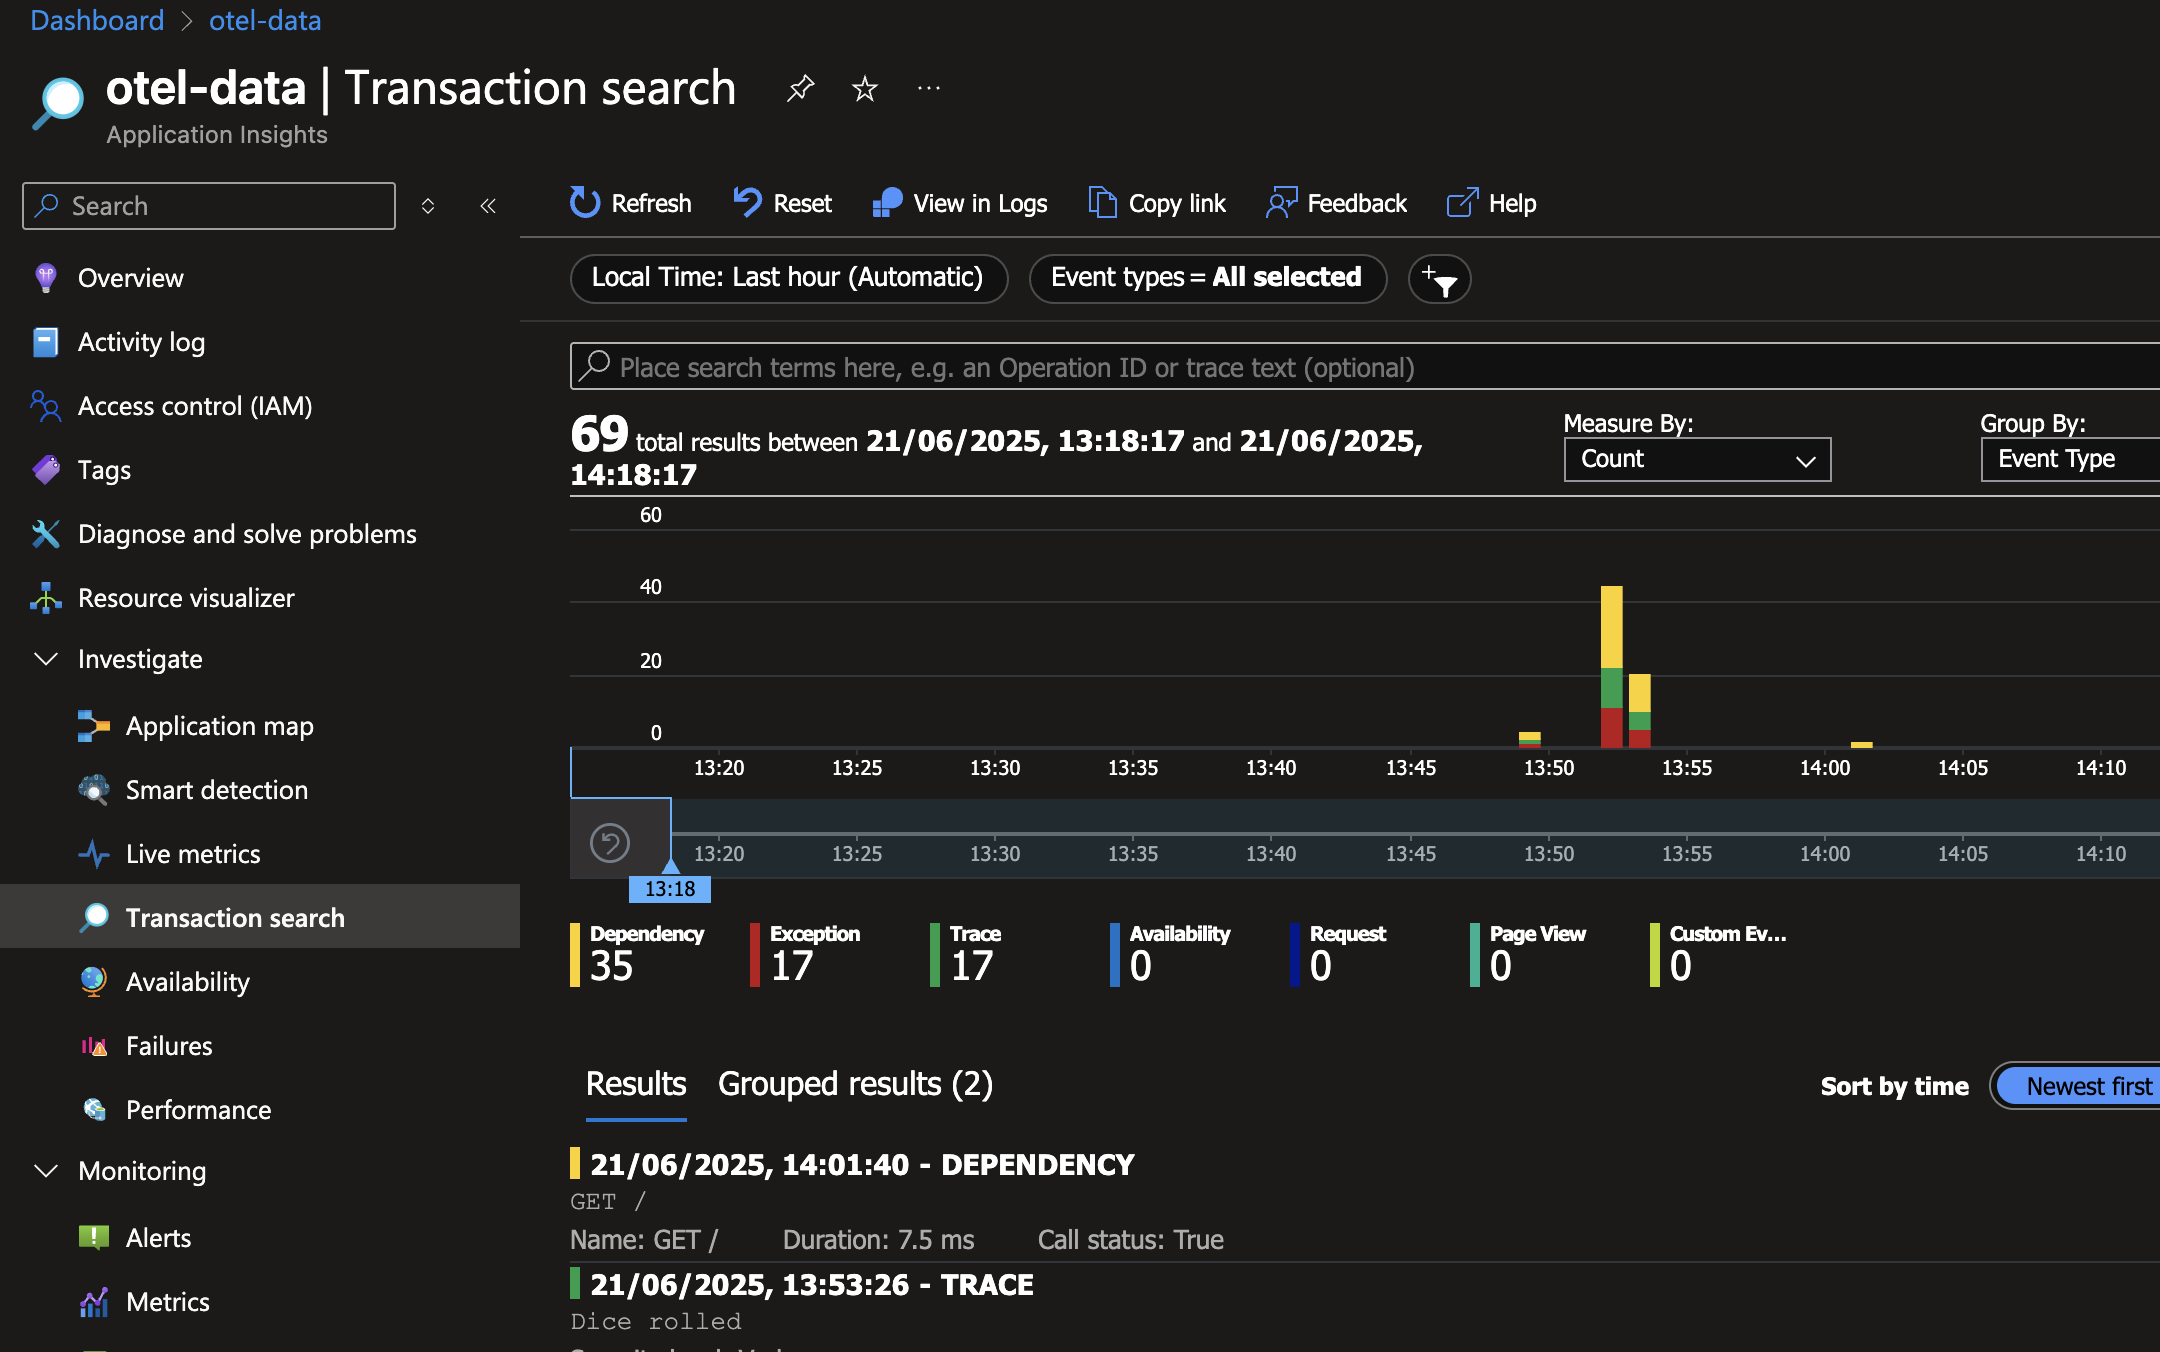 Dashboard > otel-data
otel-data | Transaction search
Application Insights
Search
Overview
Activity log
Access control (IAM)
Tags
Diagnose and solve problems
Resource visualizer
Investigate
Application map
Smart detection
Live metrics
Transaction search
Availability
Failures
Performance
Monitoring
Alerts
Metrics
Refresh Reset View in Logs Copy link Feedback Help
Local Time: Last hour (Automatic) Event types = All selected
Place search terms here, e.g. an Operation ID or trace text (optional)
69 total results between 21/06/2025, 13:18:17 and 21/06/2025,
14:18:17
Measure By:
Count
Group By:
Event Type
60
40
20
0
13:20 13:25 13:30 13:35 13:40 13:45 13:50 13:55 14:00 14:05 14:10
13:20 13:25 13:30 13:35 13:40 13:45 13:50 13:55 14:00 14:05 14:10
13:18
Dependency Exception Trace Availability Request Page View Custom Ev...
35 17 17 0 0 0 0
Results Grouped results (2)
Sort by time Newest first
21/06/2025, 14:01:40 - DEPENDENCY
GET /
Name: GET / Duration: 7.5 ms Call status: True
21/06/2025, 13:53:26 - TRACE
Dice rolled